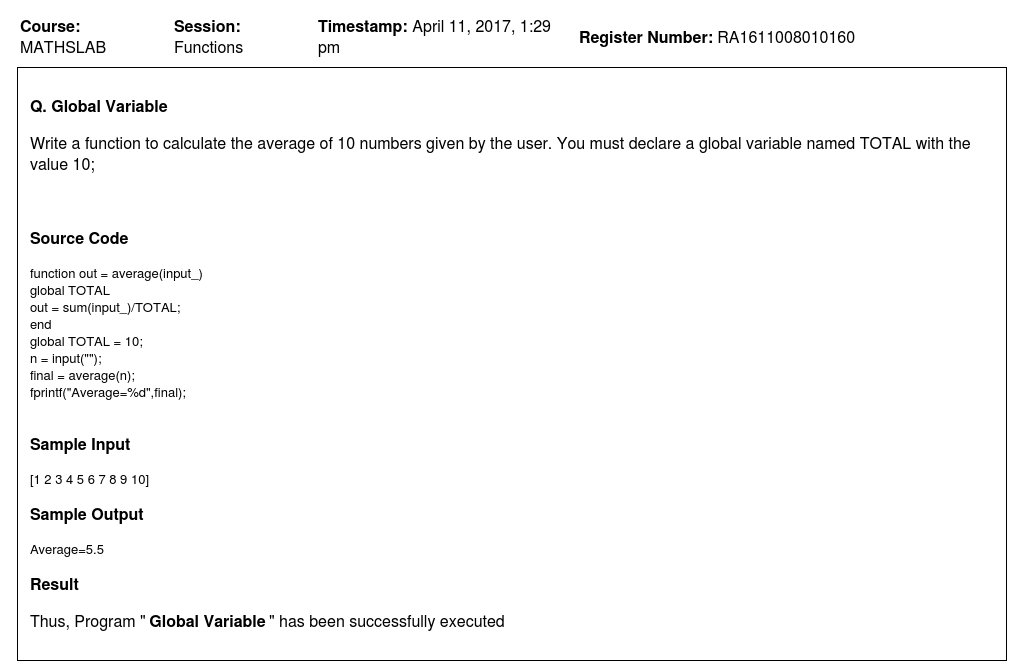 Course: MATHSLAB
Session: Functions
Timestamp: April 11, 2017, 1:29 pm
Register Number: RA1611008010160
Q. Global Variable
Write a function to calculate the average of 10 numbers given by the user. You must declare a global variable named TOTAL with the
value 10;
Source Code
function out = average(input_)
global TOTAL
out = sum(input_)/TOTAL;
end
global TOTAL = 10;
n = input("");
final = average(n);
fprintf("Average=%d",final);
Sample Input
[1 2 3 4 5 6 7 8 9 10]
Sample Output
Average=5.5
Result
Thus, Program " Global Variable " has been successfully executed